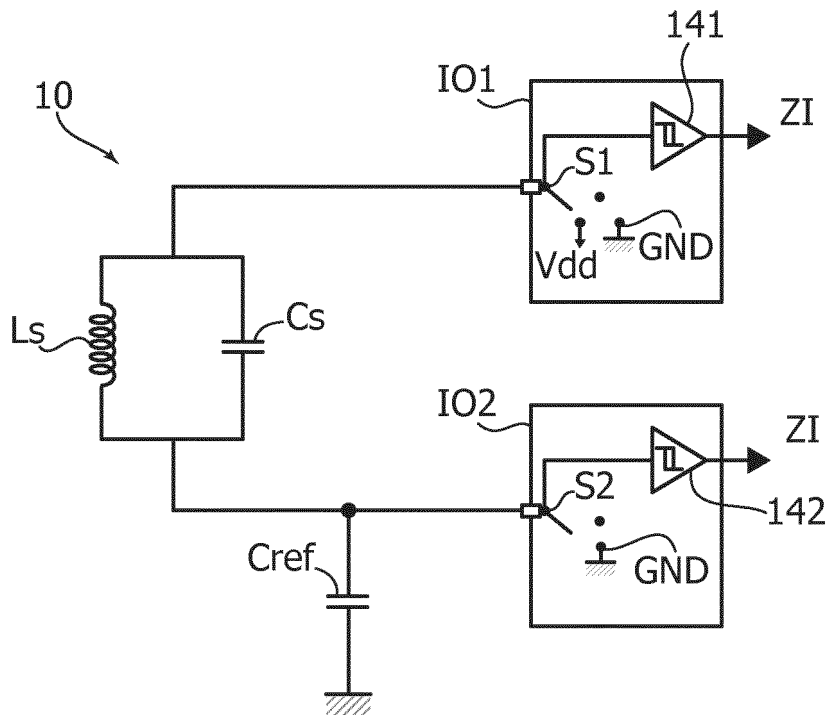 141
IO1
ZI
10
S1
Vdd
GND
Ls
Cs
IO2
ZI
S2
142
Cref
GND